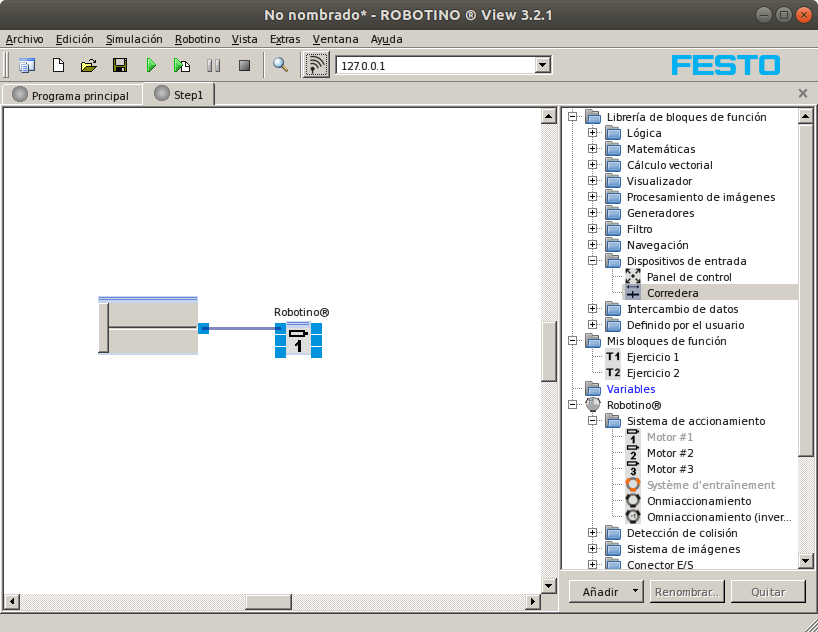 No nombrado* - ROBOTINO ® View 3.2.1
Archivo Edición Simulación Robotino Vista Extras Ventana Ayuda
127.0.0.1
FESTO
Programa principal
Step1
Robotino®
1
Librería de bloques de función
Lógica
Matemáticas
Cálculo vectorial
Visualizador
Procesamiento de imágenes
Generadores
Filtro
Navegación
Dispositivos de entrada
Panel de control
Corredera
Intercambio de datos
Definido por el usuario
Mis bloques de función
T1 Ejercicio 1
T2 Ejercicio 2
Variables
Robotino®
Sistema de accionamiento
1 Motor #1
2 Motor #2
3 Motor #3
Système d'entraînement
Onmiaccionamiento
Omniaccionamiento (inver...
Detección de colisión
Sistema de imágenes
Conector E/S
Añadir
Renombrar...
Quitar